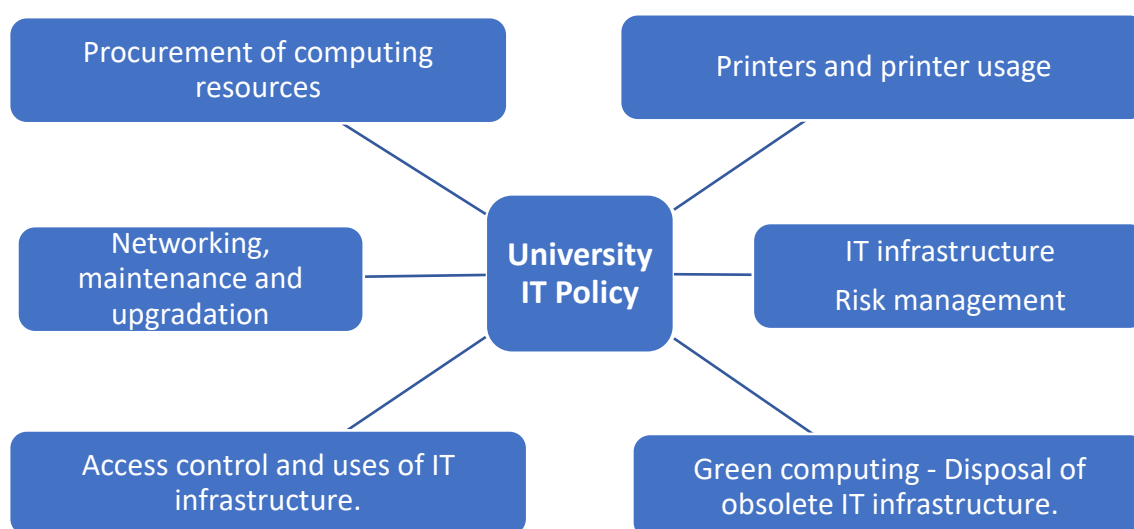 Procurement of computing
resources
Printers and printer usage
Networking,
maintenance and
upgradation
University
IT Policy
IT infrastructure
Risk management
Access control and uses of IT
infrastructure.
Green computing - Disposal of
obsolete IT infrastructure.